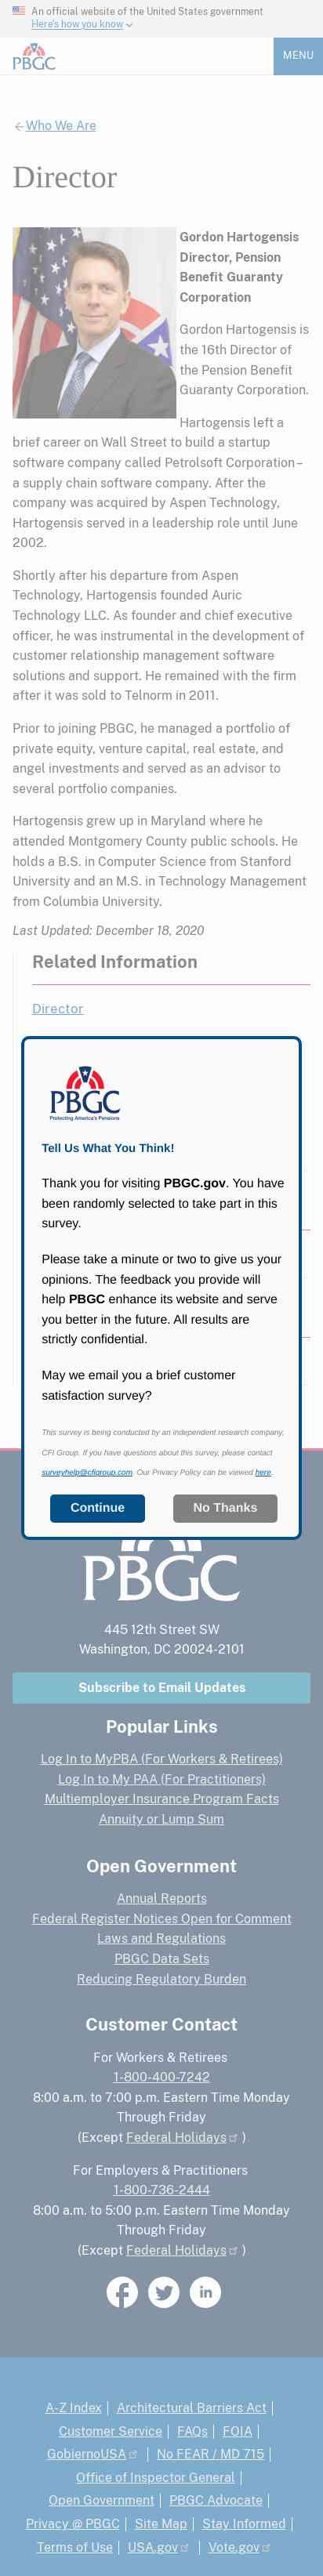 An official website of the United States government
Here's how you know
PBGC
MENU
Who We Are
Director
Gordon Hartogensis
Director, Pension
Benefit Guaranty
Corporation
Gordon Hartogensis is
the 16th Director of
the Pension Benefit
Guaranty Corporation.
Hartogensis left a
brief career on Wall Street to build a startup
software company called Petrolsoft Corporation –
a supply chain software company. After the
company was acquired by Aspen Technology,
Hartogensis served in a leadership role until June
2002.
Shortly after his departure from Aspen
Technology, Hartogensis founded Auric
Technology LLC. As founder and chief executive
officer, he was instrumental in the development of
customer relationship management software
solutions and support. He remained with the firm
after it was sold to Telnorm in 2011.
Prior to joining PBGC, he managed a portfolio of
private equity, venture capital, real estate, and
angel investments and served as an advisor to
several portfolio companies.
Hartogensis grew up in Maryland where he
attended Montgomery County public schools. He
holds a B.S. in Computer Science from Stanford
University and an M.S. in Technology Management
from Columbia University.
Last Updated: December 18, 2020
Related Information
Director
PBGC
Protecting America's Pensions
Tell Us What You Think!
Thank you for visiting PBGC.gov. You have
been randomly selected to take part in this
survey.
Please take a minute or two to give us your
opinions. The feedback you provide will
help PBGC enhance its website and serve
you better in the future. All results are
strictly confidential.
May we email you a brief customer
satisfaction survey?
This survey is being conducted by an independent research company,
CFI Group. If you have questions about this survey, please contact
surveyhelp@cfigroup.com. Our Privacy Policy can be viewed here.
Continue
No Thanks
PBGC
445 12th Street SW
Washington, DC 20024-2101
Subscribe to Email Updates
Popular Links
Log In to MyPBA (For Workers & Retirees)
Log In to My PAA (For Practitioners)
Multiemployer Insurance Program Facts
Annuity or Lump Sum
Open Government
Annual Reports
Federal Register Notices Open for Comment
Laws and Regulations
PBGC Data Sets
Reducing Regulatory Burden
Customer Contact
For Workers & Retirees
1-800-400-7242
8:00 a.m. to 7:00 p.m. Eastern Time Monday
Through Friday
(Except Federal Holidays )
For Employers & Practitioners
1-800-736-2444
8:00 a.m. to 5:00 p.m. Eastern Time Monday
Through Friday
(Except Federal Holidays )
in
A-Z Index | Architectural Barriers Act |
Customer Service | FAQs | FOIA |
GobiernoUSA | No FEAR / MD 715 |
Office of Inspector General |
Open Government | PBGC Advocate |
Privacy @ PBGC | Site Map | Stay Informed |
Terms of Use | USA.gov | Vote.gov